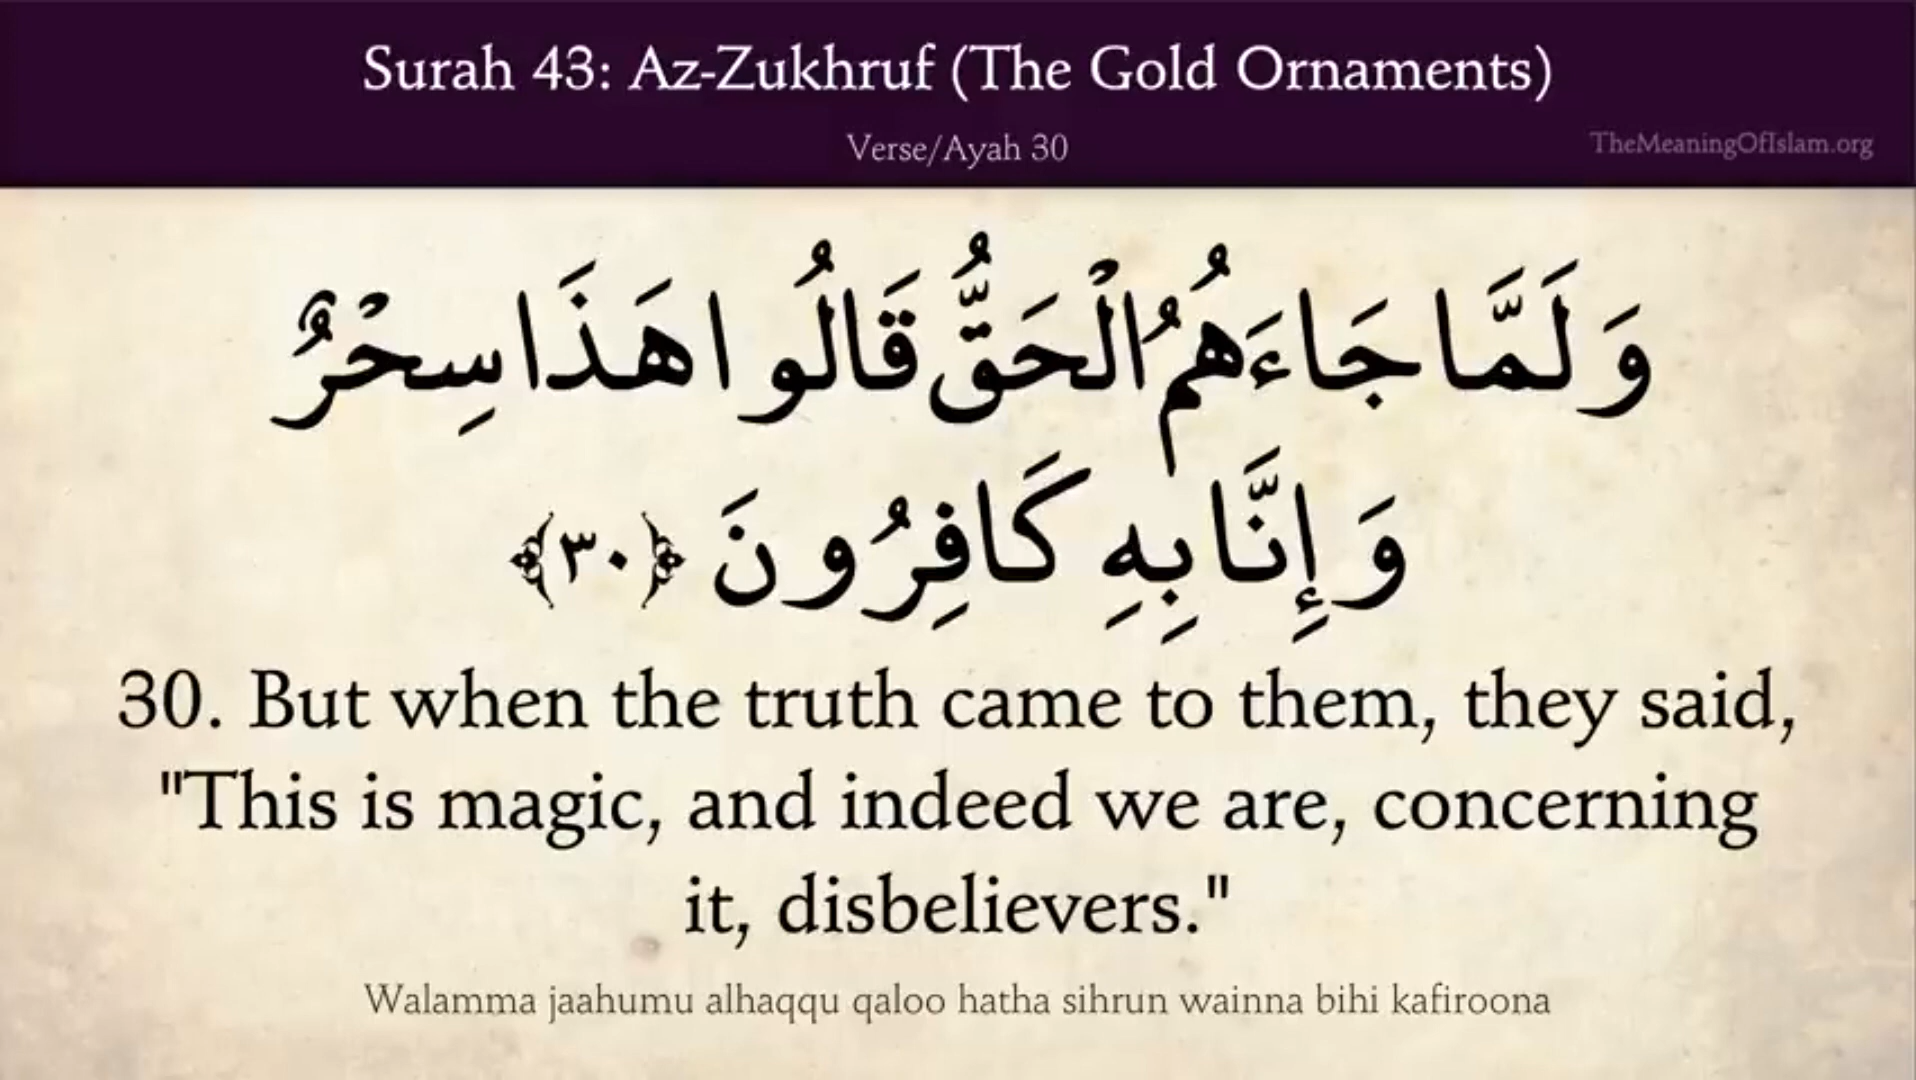 Surah 43: Az-Zukhruf (The Gold Ornaments)
Verse/Ayah 30
TheMeaningOfIslam.org
وَلَمَّا جَاءَهُمُ الْحَقُّ قَالُوا هَذَا سِحْرٌ
وَإِنَّا بِهِ كَافِرُونَ ﴿٣٠﴾
30. But when the truth came to them, they said,
"This is magic, and indeed we are, concerning
it, disbelievers."
Walamma jaahumu alhaqqu qaloo hatha sihrun wainna bihi kafiroona